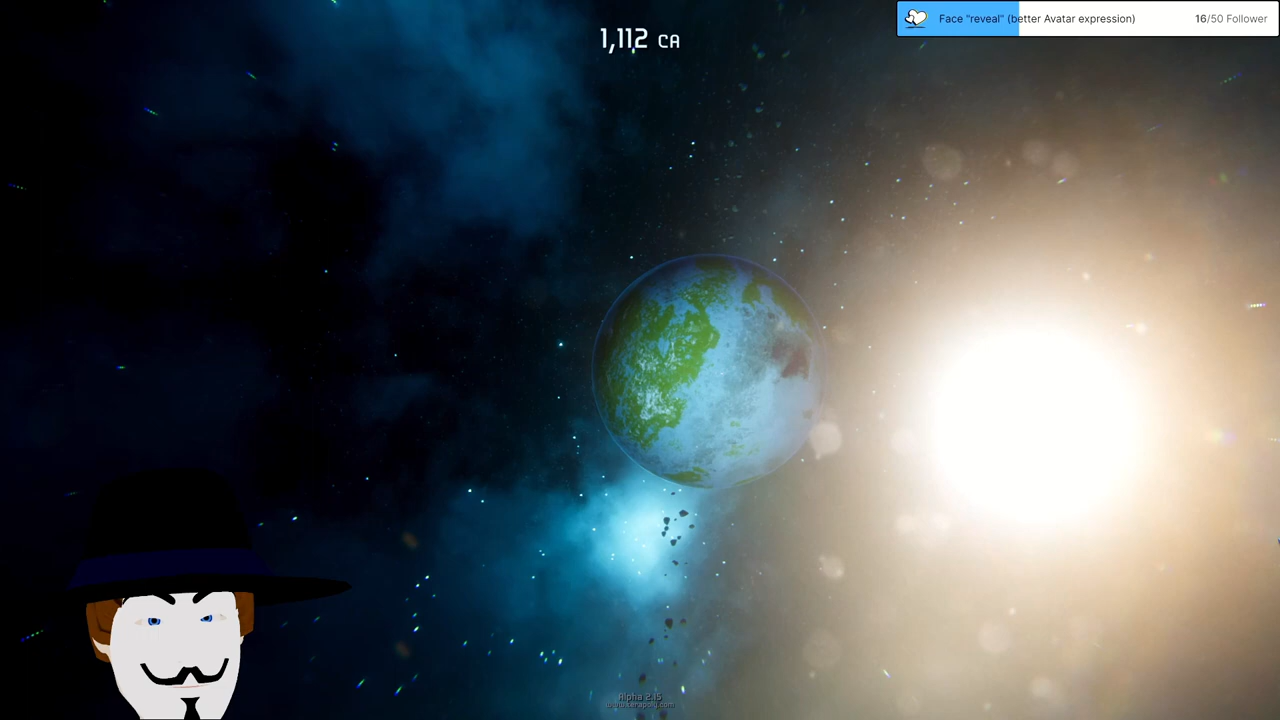 Face "reveal" (better Avatar expression) 16/50 Follower
1,112 CA
Alpha 2.15